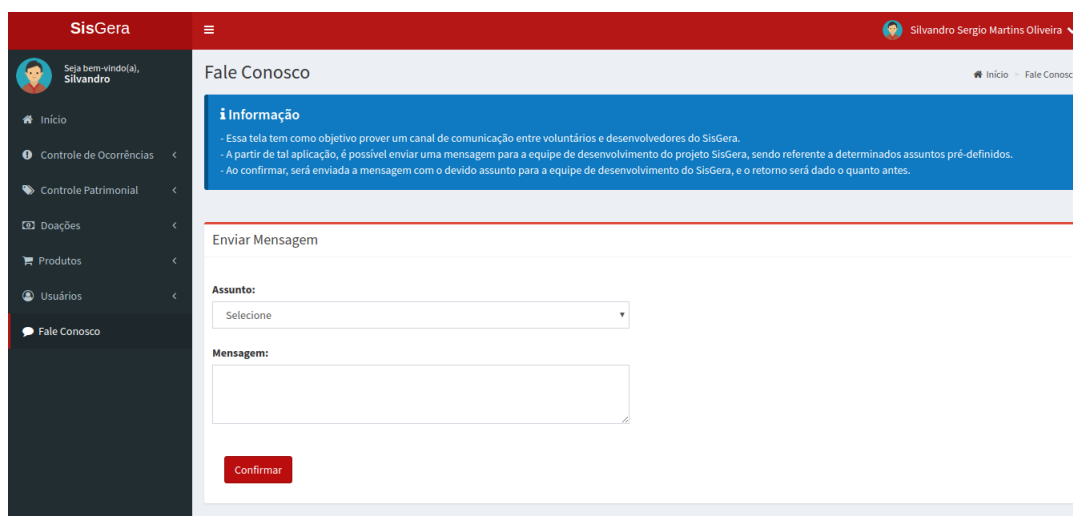 SisGera
Silvandro Sergio Martins Oliveira
Seja bem-vindo(a),
Silvandro
Início
Controle de Ocorrências
Controle Patrimonial
Doações
Produtos
Usuários
Fale Conosco
Fale Conosco
Início > Fale Conosc
Informação
- Essa tela tem como objetivo prover um canal de comunicação entre voluntários e desenvolvedores do SisGera.
- A partir de tal aplicação, é possível enviar uma mensagem para a equipe de desenvolvimento do projeto SisGera, sendo referente a determinados assuntos pré-definidos.
- Ao confirmar, será enviada a mensagem com o devido assunto para a equipe de desenvolvimento do SisGera, e o retorno será dado o quanto antes.
Enviar Mensagem
Assunto:
Selecione
Mensagem:
Confirmar